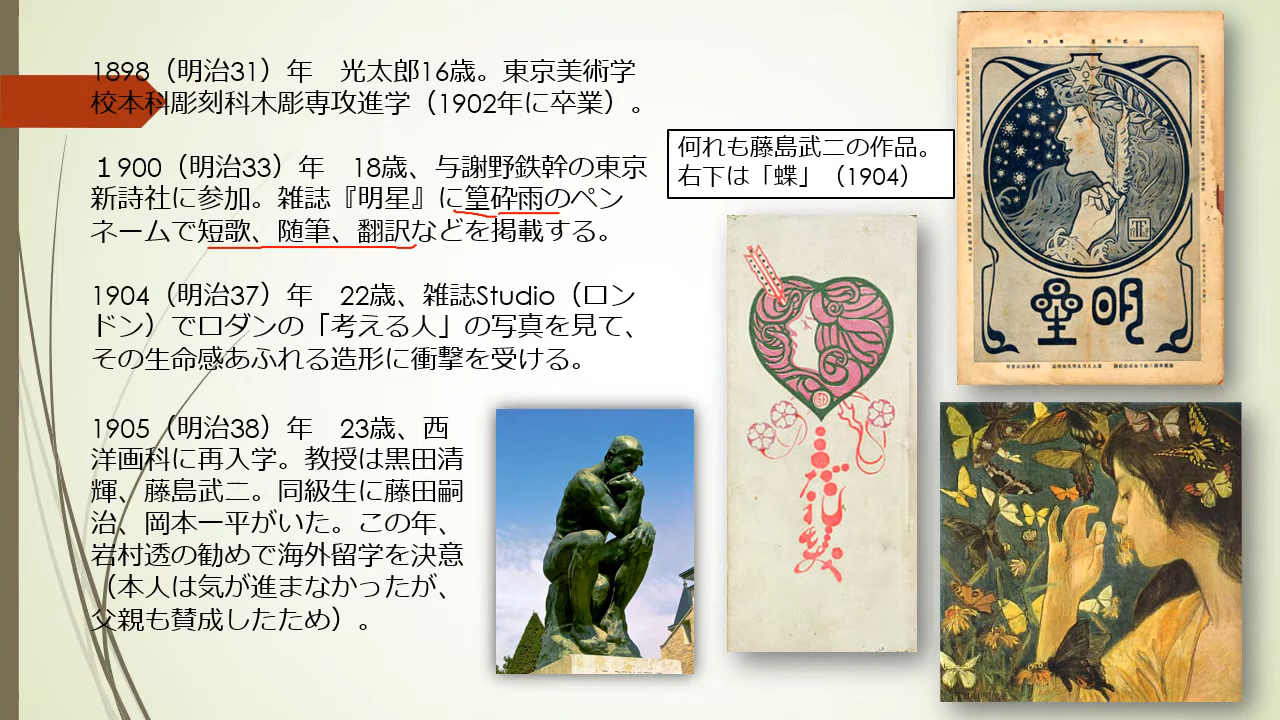 1898（明治31）年　光太郎16歳。東京美術学
校本科彫刻科木彫専攻進学（1902年に卒業）。
１900（明治33）年　18歳、与謝野鉄幹の東京
新詩社に参加。雑誌『明星』に篁砕雨のペン
ネームで短歌、随筆、翻訳などを掲載する。
1904（明治37）年　22歳、雑誌Studio（ロン
ドン）でロダンの「考える人」の写真を見て、
その生命感あふれる造形に衝撃を受ける。
1905（明治38）年　23歳、西
洋画科に再入学。教授は黒田清
輝、藤島武二。同級生に藤田嗣
治、岡本一平がいた。この年、
岩村透の勧めで海外留学を決意
（本人は気が進まなかったが、
父親も賛成したため）。
何れも藤島武二の作品。
右下は「蝶」（1904）
明星
みだれ髪